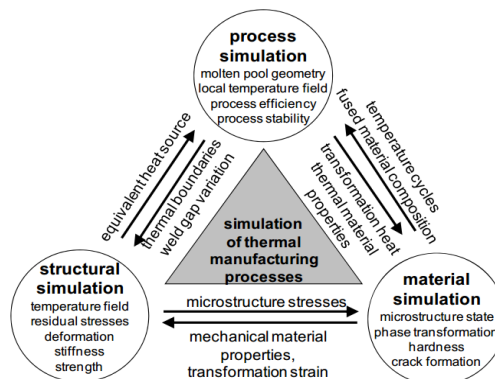 process
simulation
molten pool geometry
local temperature field
process efficiency
process stability
equivalent heat source
thermal boundaries
weld gap variation
temperature cycles
fused material composition
transformation heat
thermal material
properties
simulation
of thermal
manufacturing
processes
structural
simulation
temperature field
residual stresses
deformation
stiffness
strength
microstructure stresses
mechanical material
properties,
transformation strain
material
simulation
microstructure state
phase transformation
hardness
crack formation